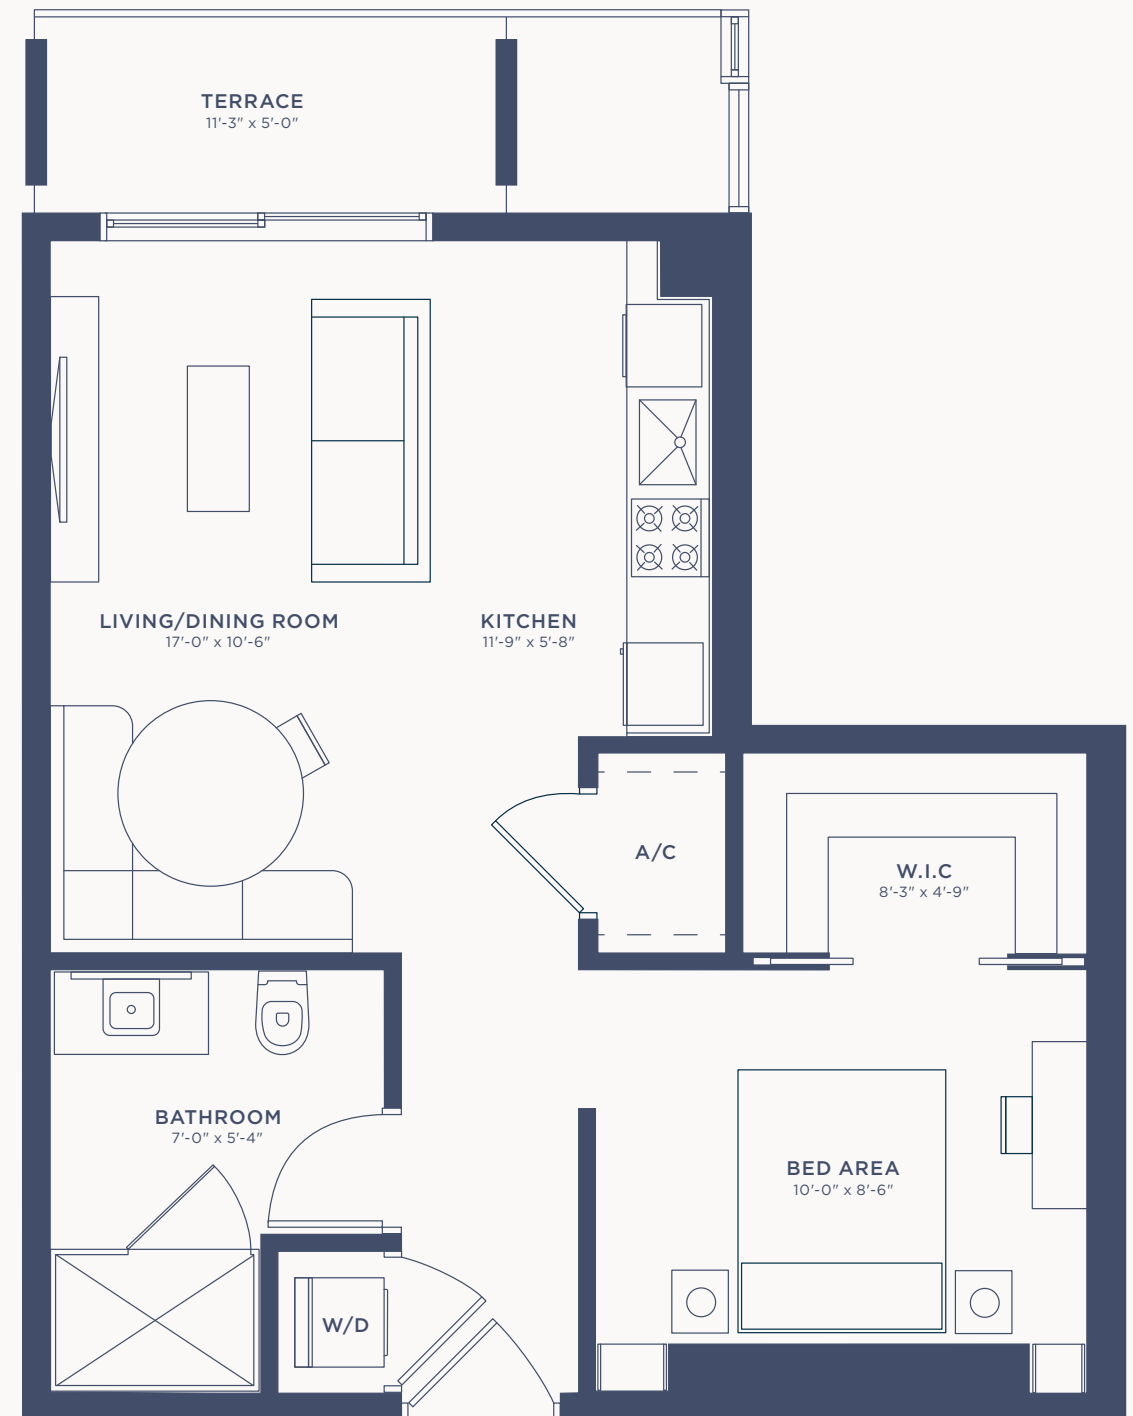 TERRACE
11'-3" x 5'-0"
LIVING/DINING ROOM
17'-0" x 10'-6"
KITCHEN
11'-9" x 5'-8"
A/C
W.I.C
8'-3" x 4'-9"
BATHROOM
7'-0" x 5'-4"
BED AREA
10'-0" x 8'-6"
W/D